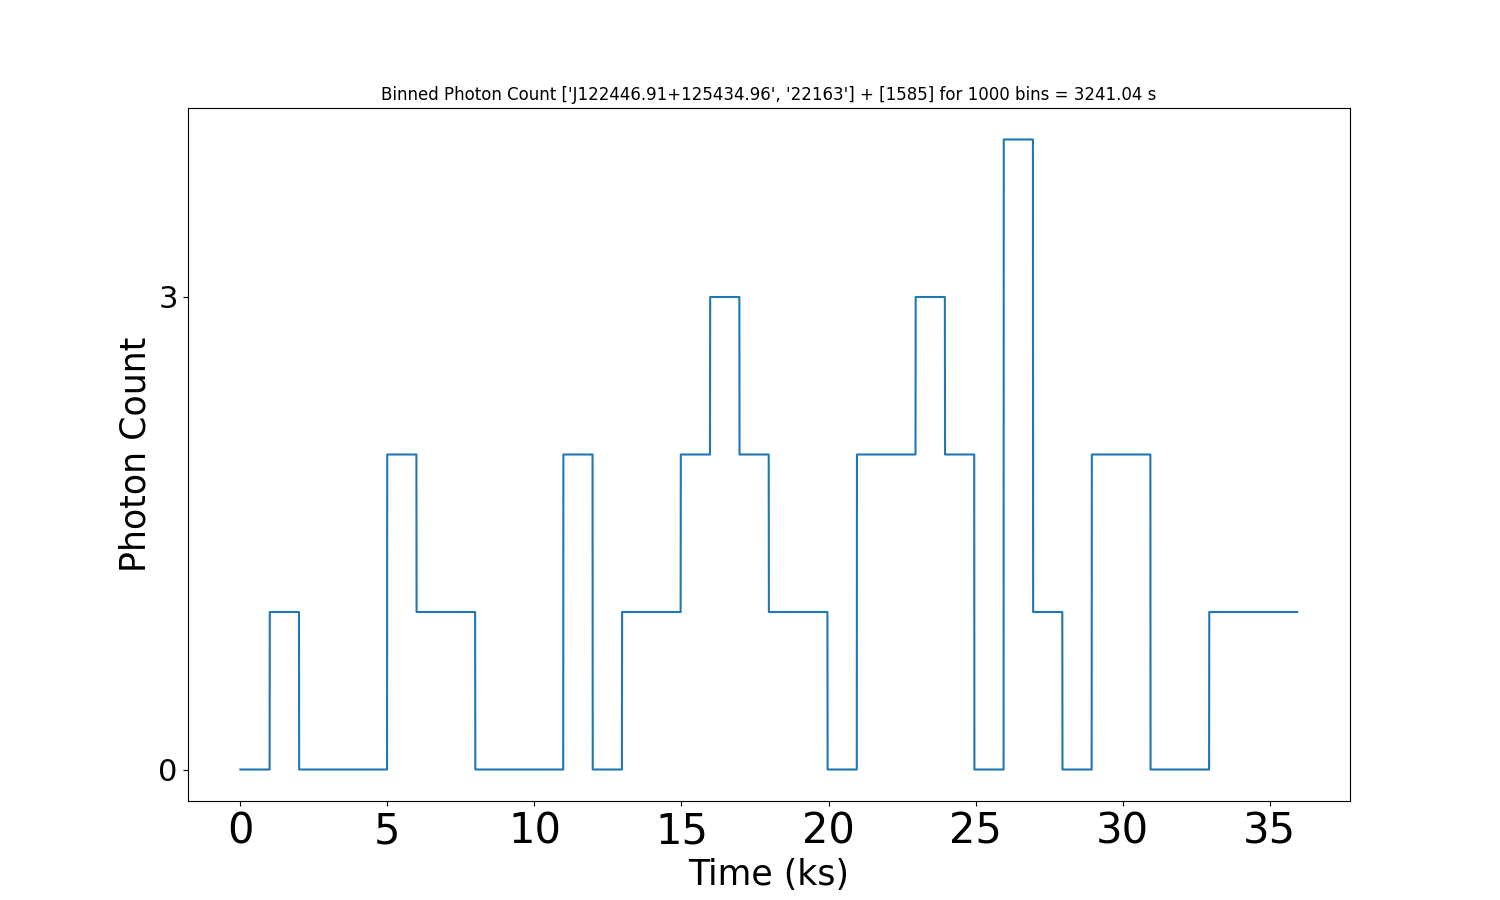 Binned Photon Count ['J122446.91+125434.96', '22163'] + [1585] for 1000 bins = 3241.04 s
3
Photon Count
0
0 5 10 15 20 25 30 35
Time (ks)